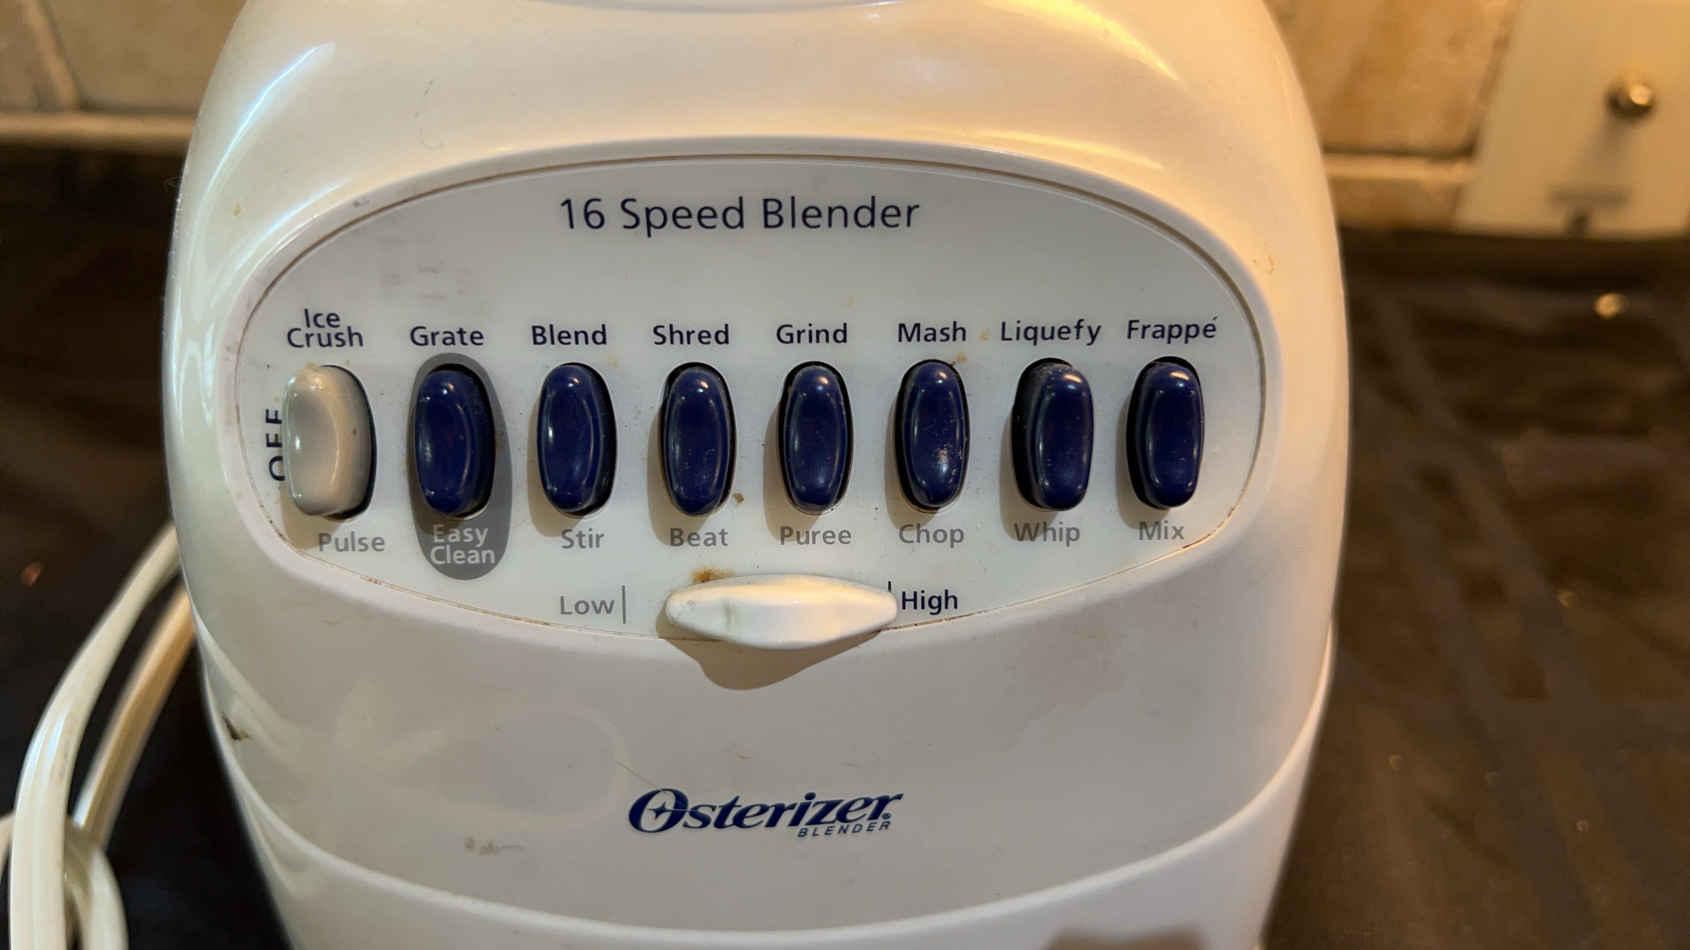 16 Speed Blender
Ice
Crush
Grate Blend Shred Grind Mash Liquefy Frappé
OFF
Pulse Easy
Clean
Stir Beat Puree Chop Whip Mix
Low High
Osterizer
BLENDER